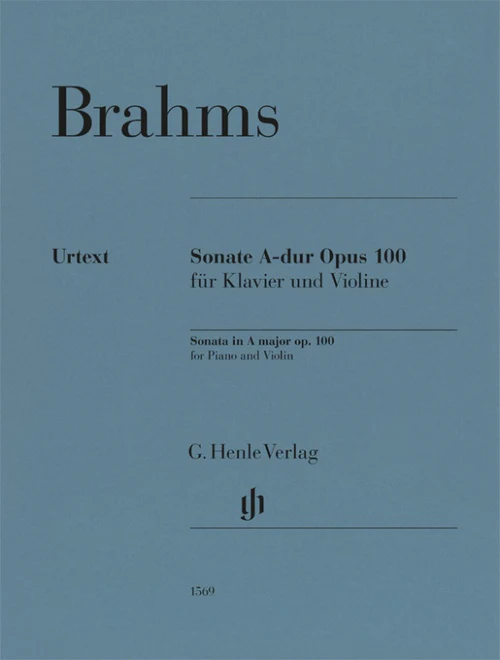 Brahms
Urtext
Sonate A-dur Opus 100
für Klavier und Violine
Sonata in A major op. 100
for Piano and Violin
G. Henle Verlag
1569